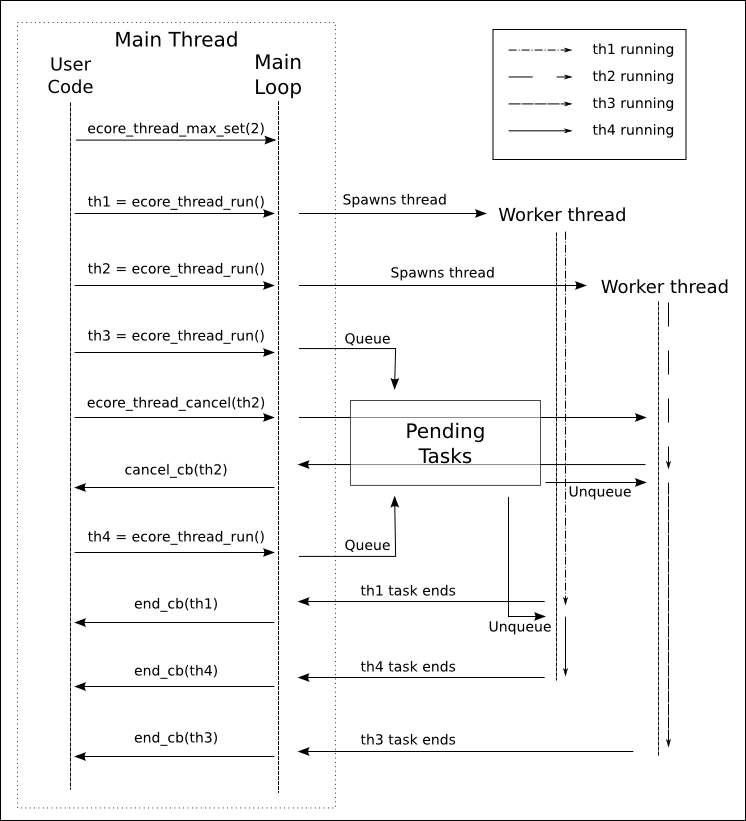 Main Thread
User
Code
Main
Loop
th1 running
th2 running
th3 running
th4 running
ecore_thread_max_set(2)
th1 = ecore_thread_run()
Spawns thread
Worker thread
th2 = ecore_thread_run()
Spawns thread
Worker thread
th3 = ecore_thread_run()
Queue
ecore_thread_cancel(th2)
Pending
Tasks
cancel_cb(th2)
Unqueue
th4 = ecore_thread_run()
Queue
th1 task ends
end_cb(th1)
Unqueue
th4 task ends
end_cb(th4)
th3 task ends
end_cb(th3)